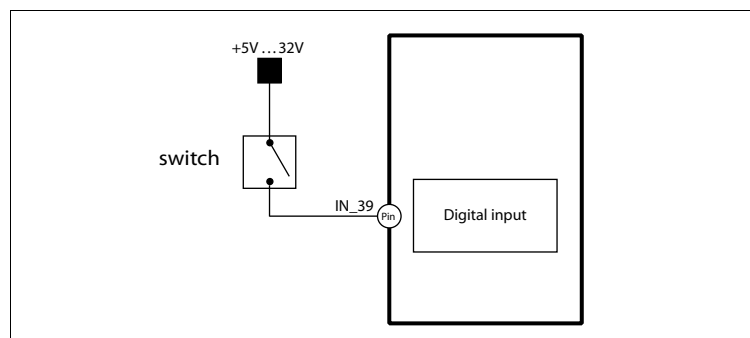 +5V ... 32V
switch
IN_39
Pin
Digital input